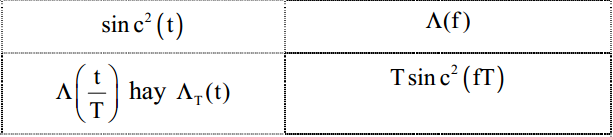 sin c² (t)    Λ(f)
Λ(t/T) hay Λ_T(t)    T sin c² (fT)